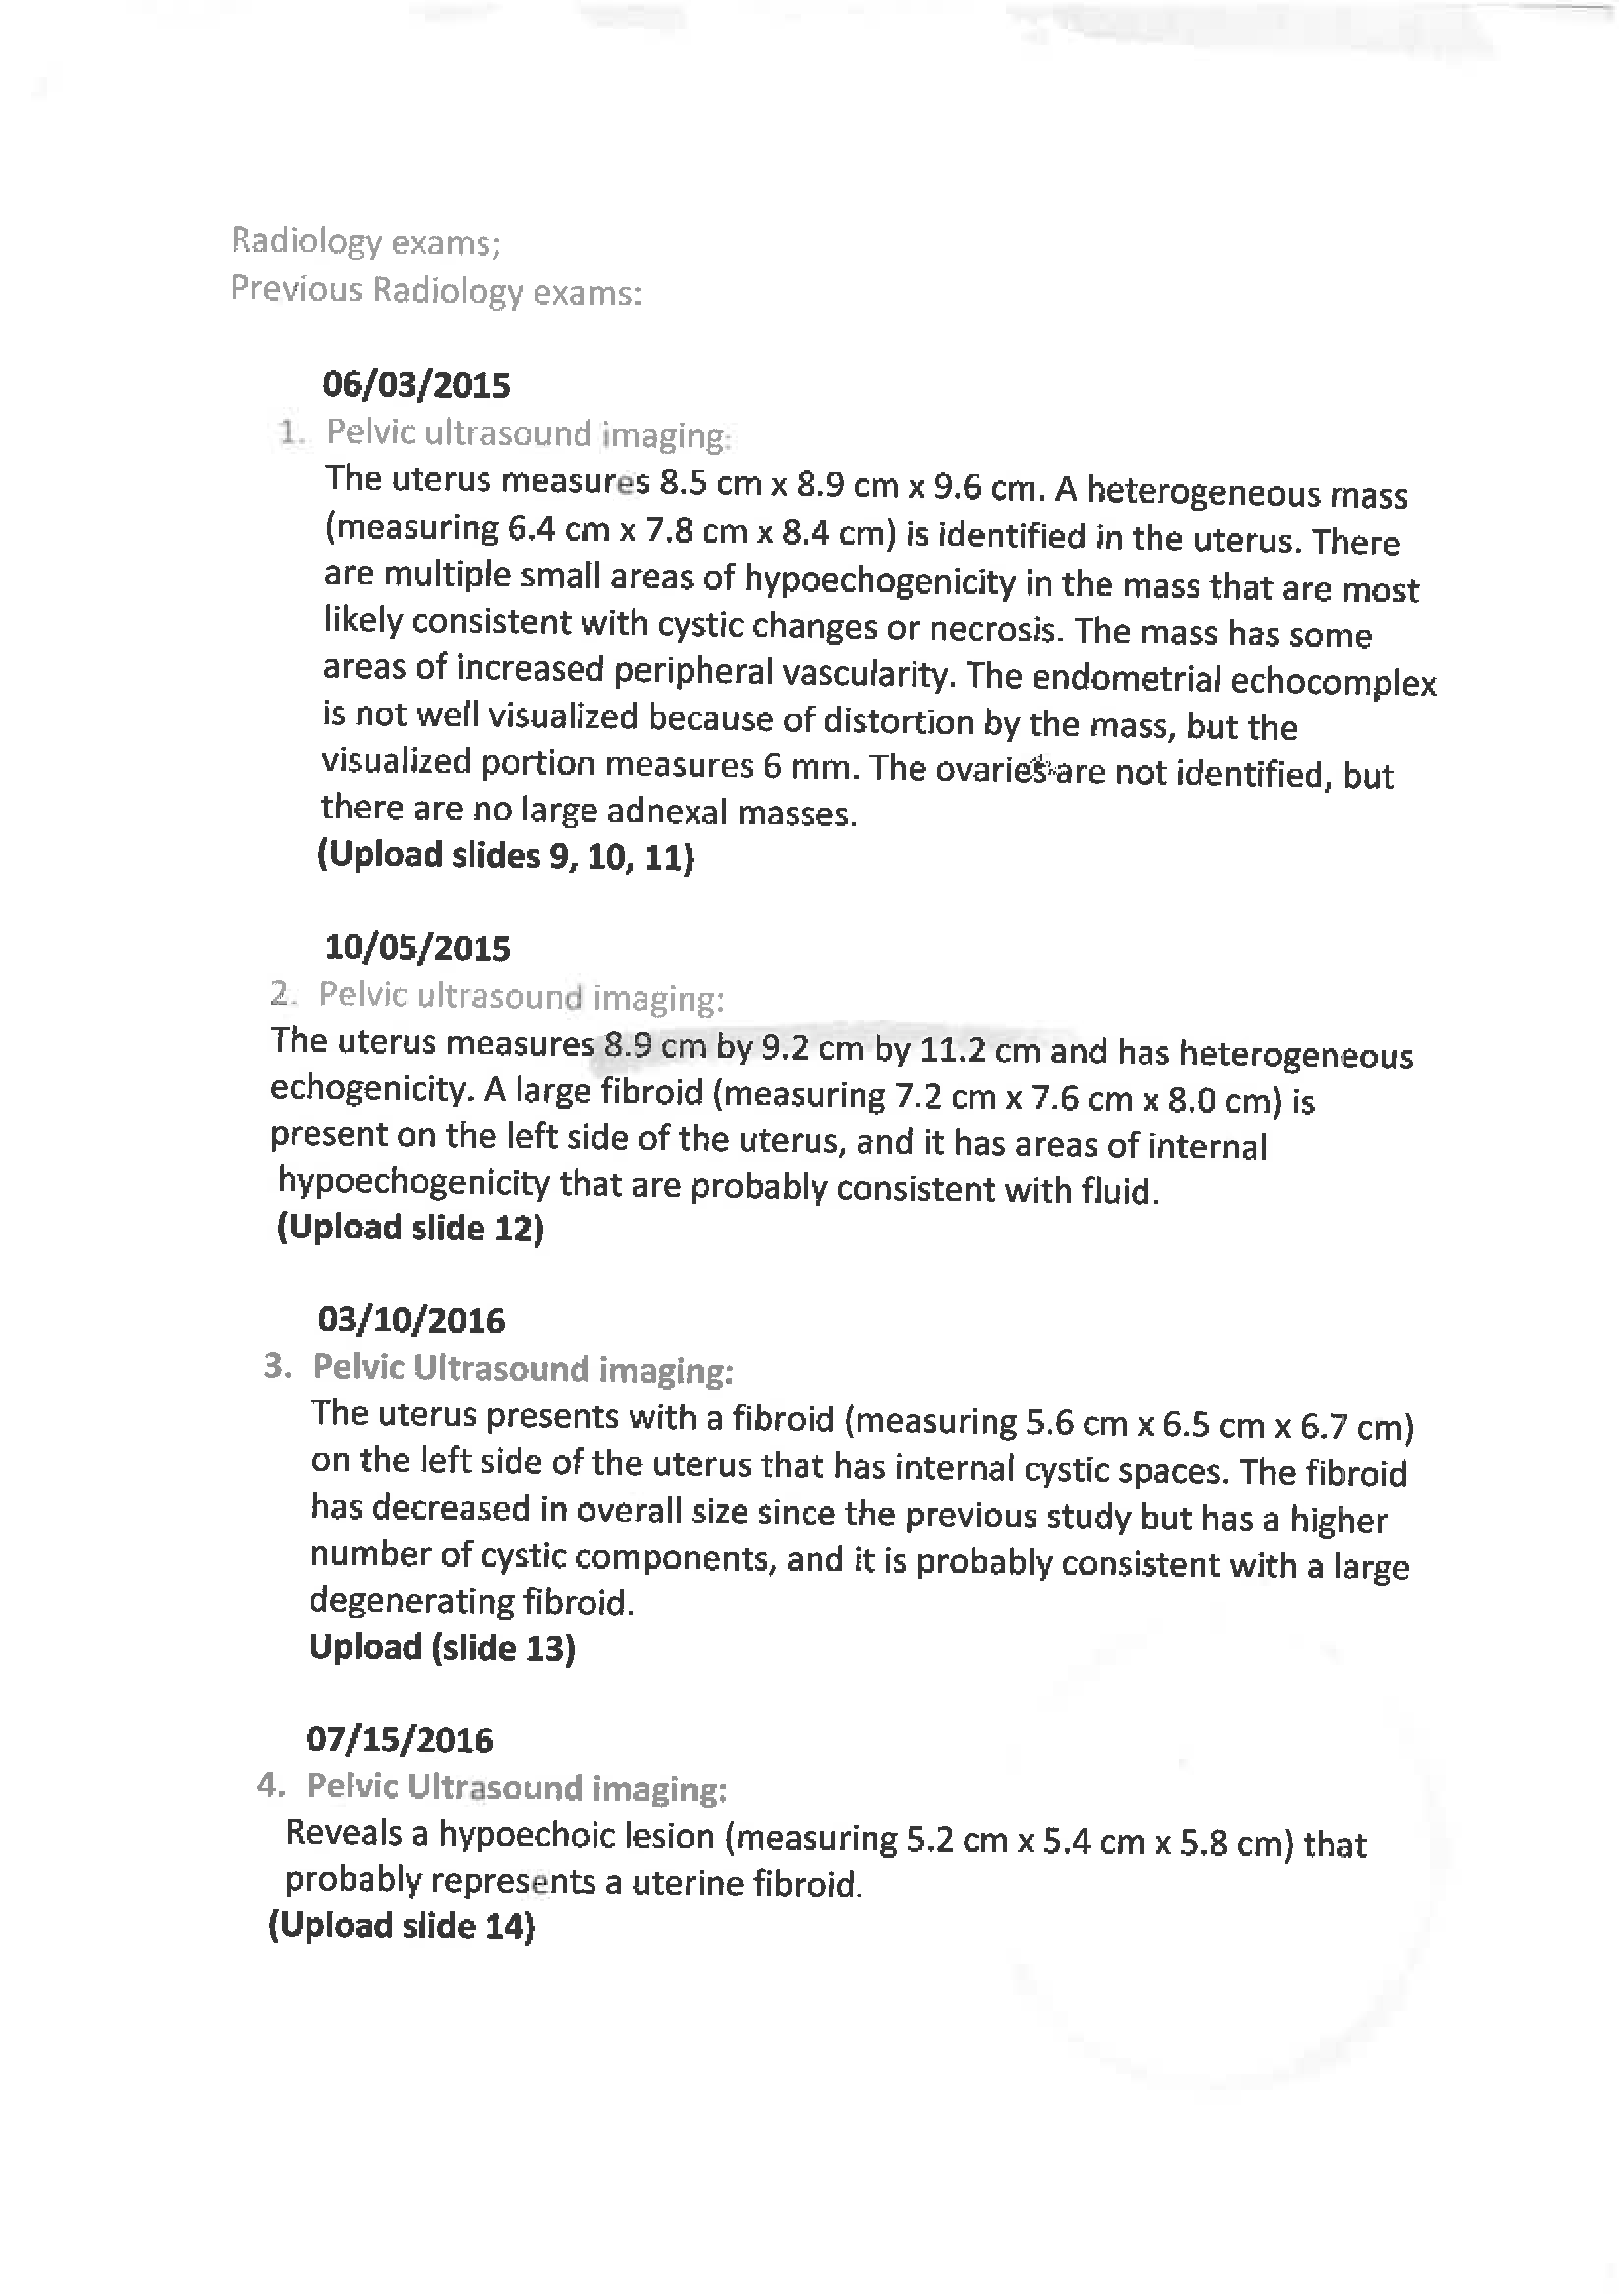 Radiology exams;
Previous Radiology exams:
06/03/2015
1. Pelvic ultrasound imaging:
The uterus measures 8.5 cm x 8.9 cm x 9.6 cm. A heterogeneous mass
(measuring 6.4 cm x 7.8 cm x 8.4 cm) is identified in the uterus. There
are multiple small areas of hypoechogenicity in the mass that are most
likely consistent with cystic changes or necrosis. The mass has some
areas of increased peripheral vascularity. The endometrial echocomplex
is not well visualized because of distortion by the mass, but the
visualized portion measures 6 mm. The ovaries are not identified, but
there are no large adnexal masses.
(Upload slides 9, 10, 11)
10/05/2015
2. Pelvic ultrasound imaging:
The uterus measures 8.9 cm by 9.2 cm by 11.2 cm and has heterogeneous
echogenicity. A large fibroid (measuring 7.2 cm x 7.6 cm x 8.0 cm) is
present on the left side of the uterus, and it has areas of internal
hypoechogenicity that are probably consistent with fluid.
(Upload slide 12)
03/10/2016
3. Pelvic Ultrasound imaging:
The uterus presents with a fibroid (measuring 5.6 cm x 6.5 cm x 6.7 cm)
on the left side of the uterus that has internal cystic spaces. The fibroid
has decreased in overall size since the previous study but has a higher
number of cystic components, and it is probably consistent with a large
degenerating fibroid.
Upload (slide 13)
07/15/2016
4. Pelvic Ultrasound imaging:
Reveals a hypoechoic lesion (measuring 5.2 cm x 5.4 cm x 5.8 cm) that
probably represents a uterine fibroid.
(Upload slide 14)